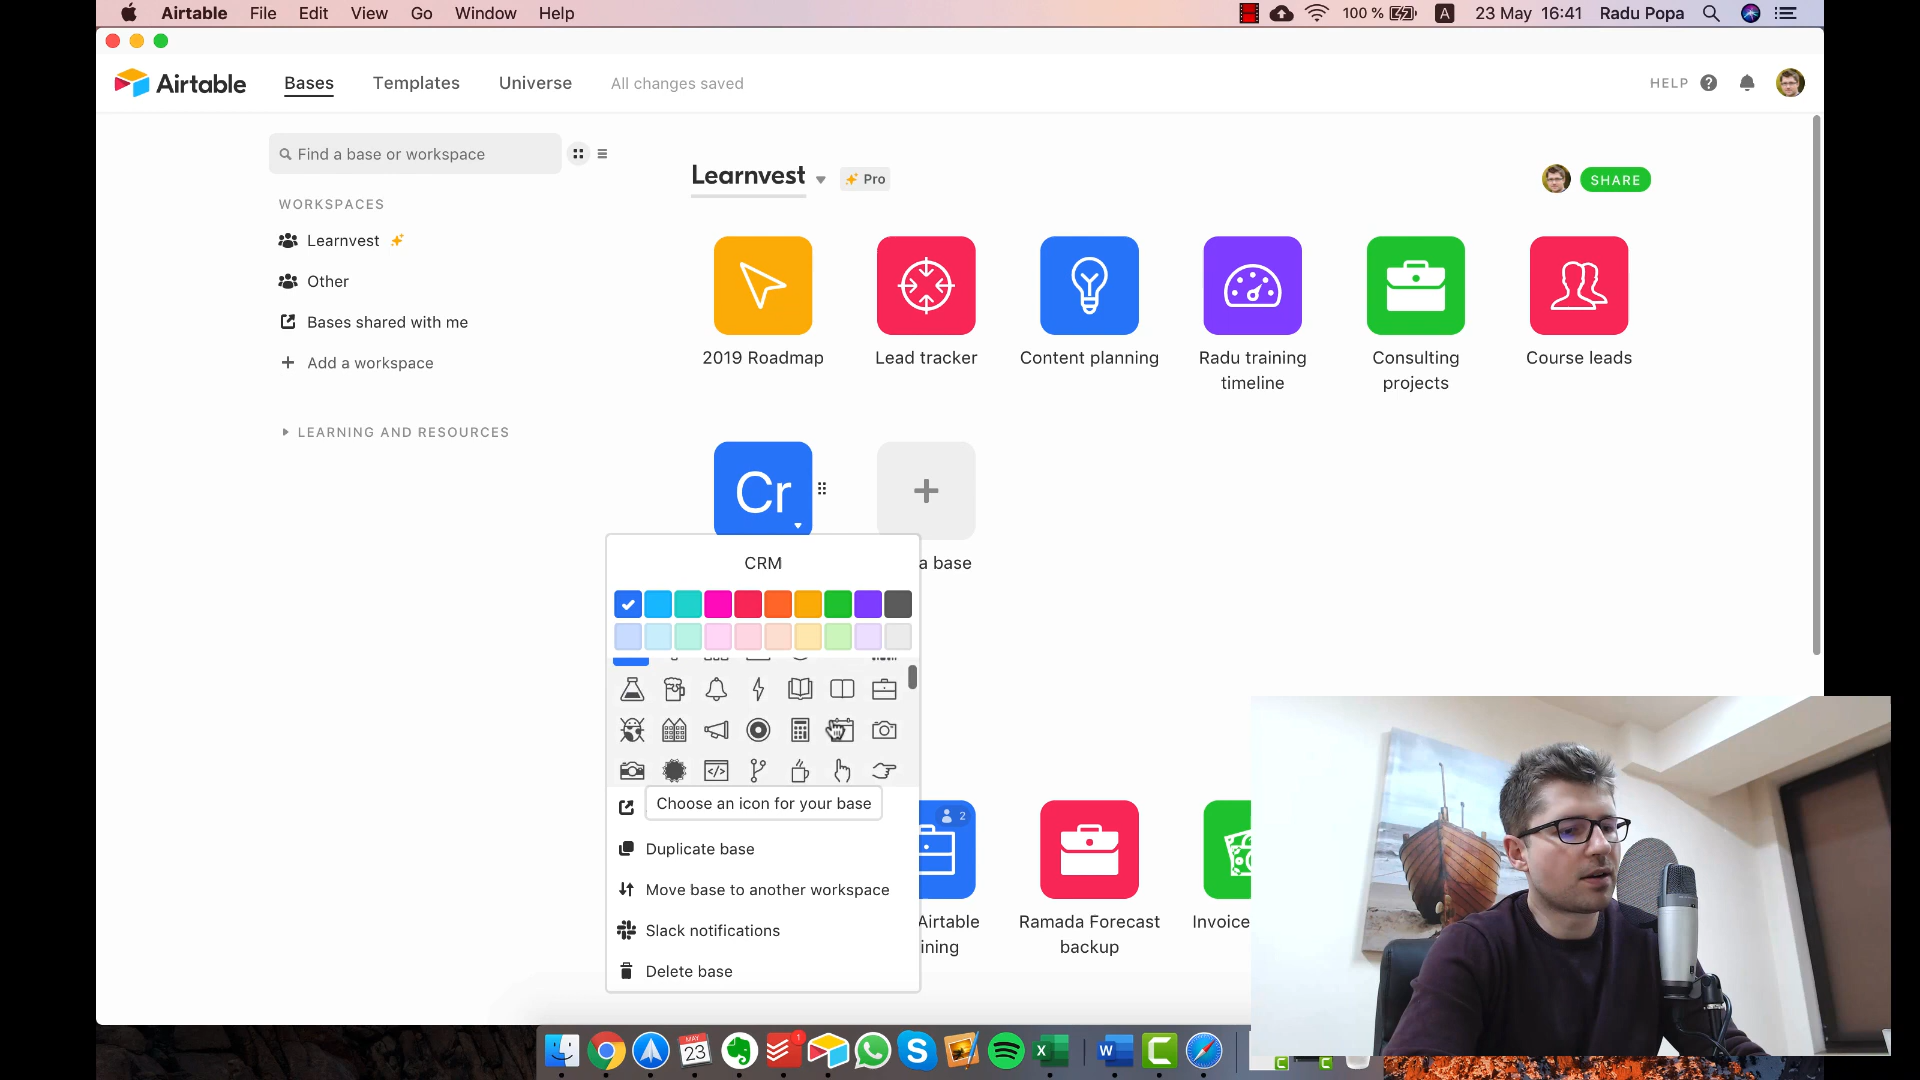 Airtable File Edit View Go Window Help
100 % A 23 May 16:41 Radu Popa
Airtable Bases Templates Universe All changes saved
HELP
Find a base or workspace
WORKSPACES
Learnvest
Other
Bases shared with me
Add a workspace
LEARNING AND RESOURCES
Learnvest Pro
SHARE
2019 Roadmap
Lead tracker
Content planning
Radu training
timeline
Consulting
projects
Course leads
Cr
a base
CRM
Choose an icon for your base
Duplicate base
Move base to another workspace
Slack notifications
Delete base
2
Airtable
ining
Ramada Forecast
backup
Invoice
MAY
23
1